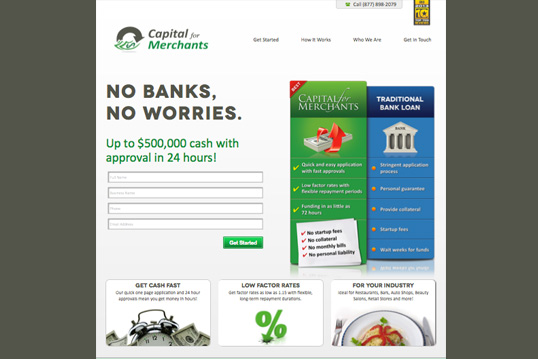 Call (877) 898-2079
Capital for
Merchants
Get Started
How It Works
Who We Are
Get in Touch
NO BANKS,
NO WORRIES.
Up to $500,000 cash with
approval in 24 hours!
Full Name
Business Name
Phone
Email Address
Get Started
BEST
CAPITAL for
MERCHANTS
Quick and easy application
with fast approvals
Low factor rates with
flexible repayment periods
Funding in as little as
72 hours
No startup fees
No collateral
No monthly bills
No personal liability
TRADITIONAL
BANK LOAN
BANK
Stringent application
process
Personal guarantee
Provide collateral
Startup fees
Wait weeks for funds
GET CASH FAST
Our quick one page application and 24 hour
approvals mean you get money in hours!
LOW FACTOR RATES
Get factor rates as low as 1.15 with flexible,
long-term repayment durations.
%
FOR YOUR INDUSTRY
Ideal for Restaurants, Bars, Auto Shops, Beauty
Salons, Retail Stores and more!